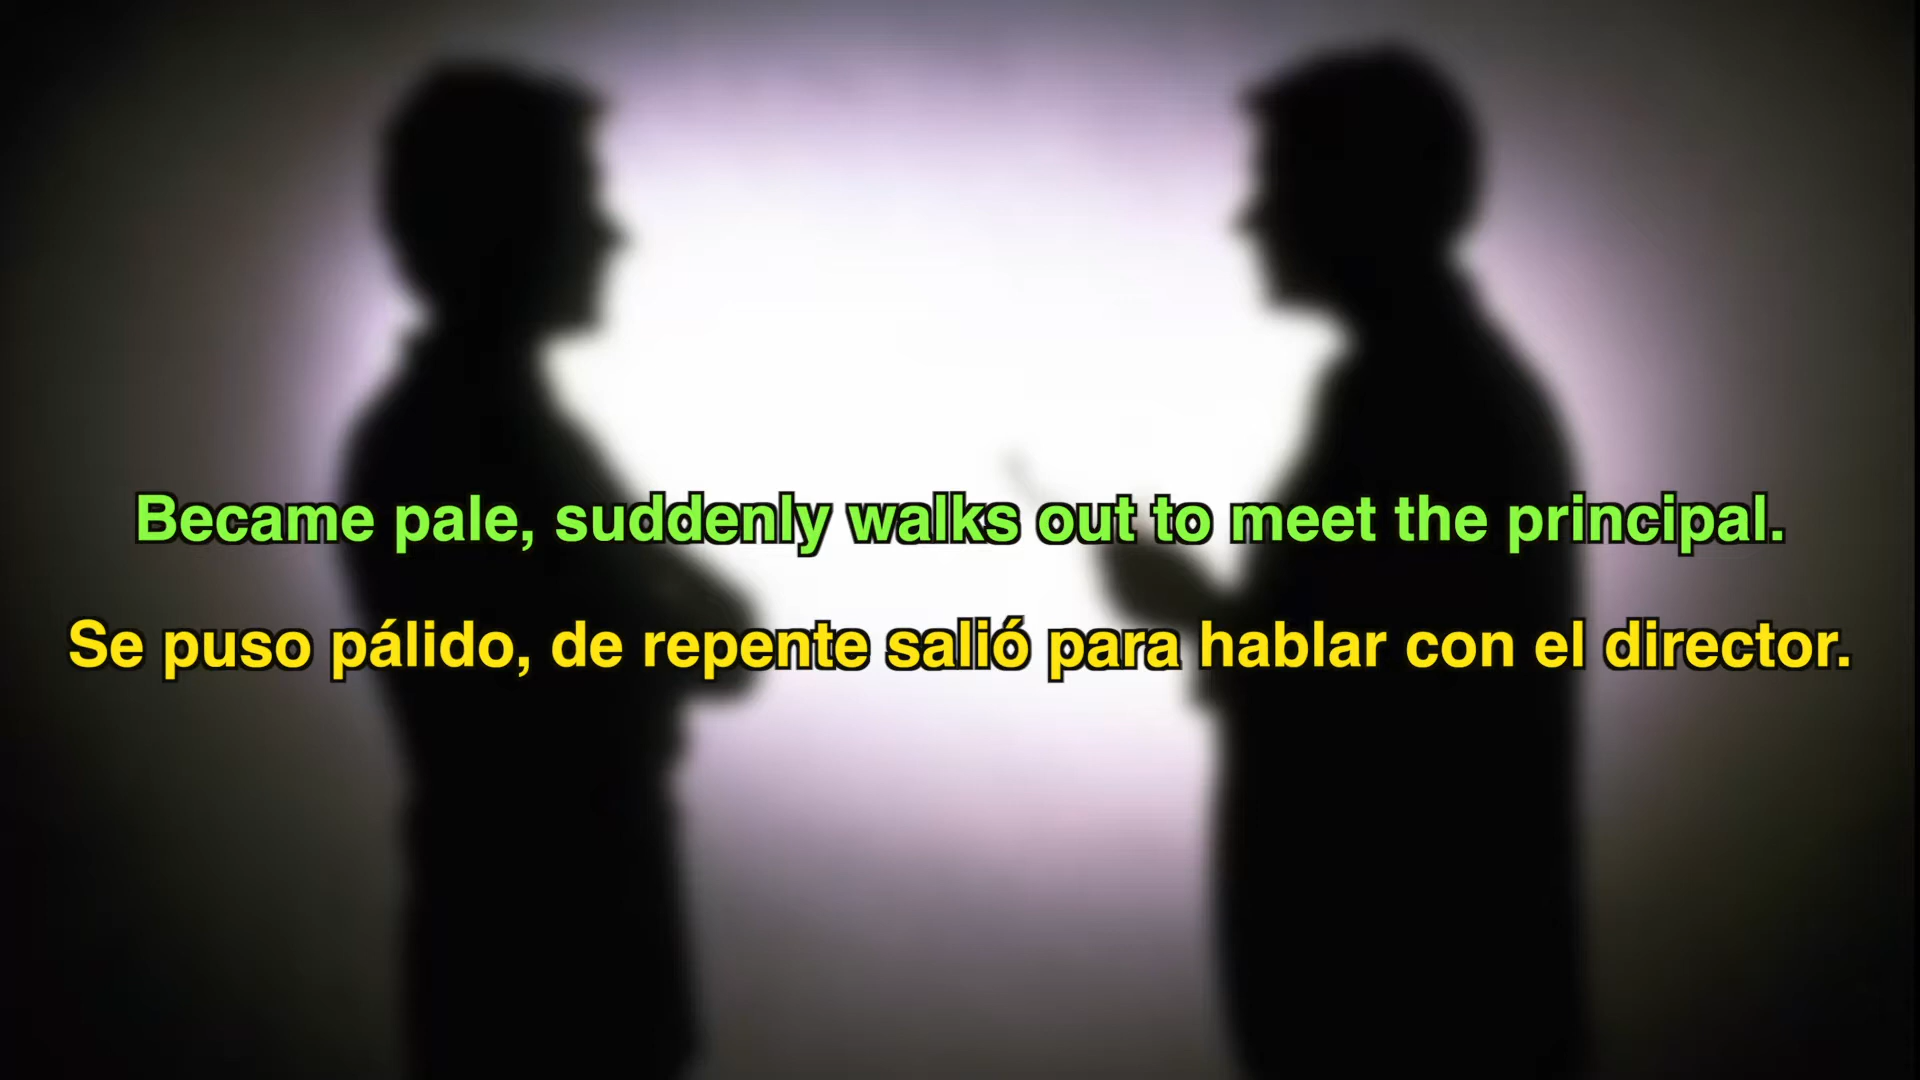 Became pale, suddenly walks out to meet the principal.
Se puso pálido, de repente salió para hablar con el director.